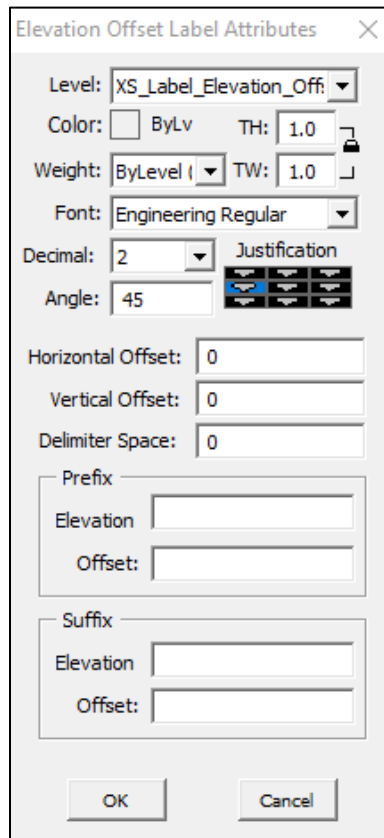 Elevation Offset Label Attributes
Level: XS_Label_Elevation_Off:
Color: ByLv TH: 1.0
Weight: ByLevel ( TW: 1.0
Font: Engineering Regular
Decimal: 2 Justification
Angle: 45
Horizontal Offset: 0
Vertical Offset: 0
Delimiter Space: 0
Prefix
Elevation
Offset:
Suffix
Elevation
Offset:
OK Cancel